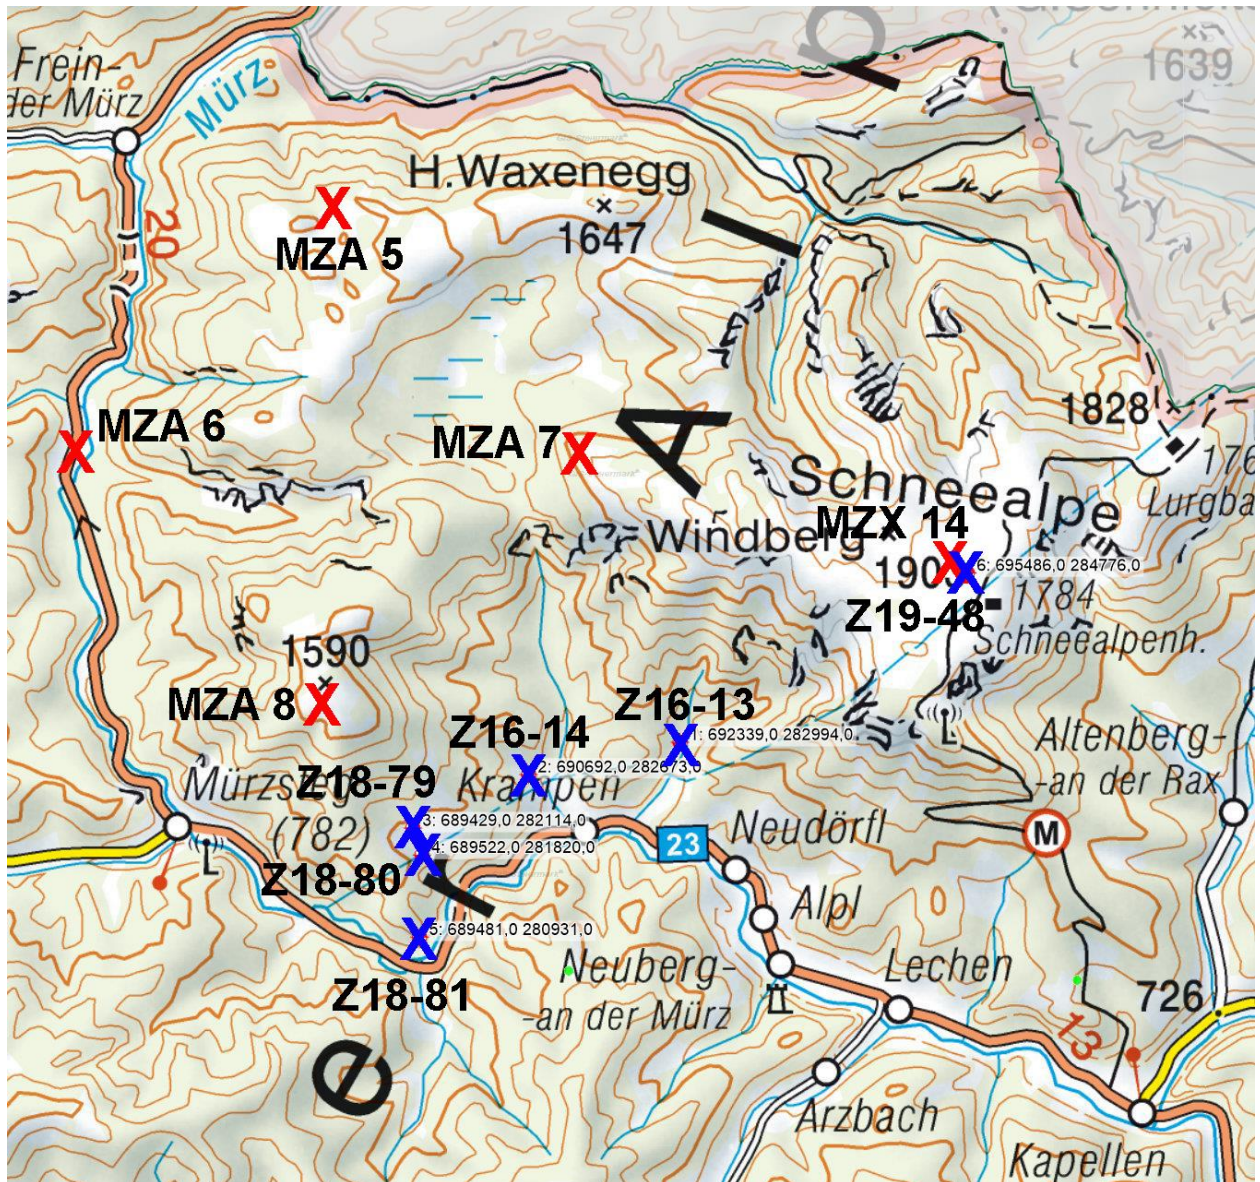 Frein-
der Mürz
Mürz
1639
20
H.Waxenegg
1647
MZA 5
MZA 6
MZA 7
A
l
p
1828
176
Lurgba
Schneealpe
MZX 14
Windberg
1903
6: 695486,0 284776,0
Z19-48
1784
Schneealpenh.
1590
MZA 8
Z16-13
1: 692339,0 282994,0
Z16-14
2: 690692,0 282673,0
Krampen
Altenberg-
-an der Rax
Mürzsteg
(782)
Z18-79
3: 689429,0 282114,0
4: 689522,0 281820,0
Z18-80
23
Neudörfl
M
L
L
5: 689481,0 280931,0
Z18-81
Alpl
Neuberg-
-an der Mürz
Lechen
726
13
r
e
Arzbach
Kapellen